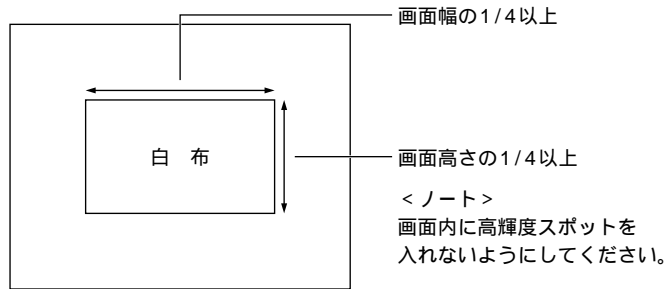 画面幅の1/4以上
白 布
画面高さの1/4以上
<ノート>
画面内に高輝度スポットを
入れないようにしてください。